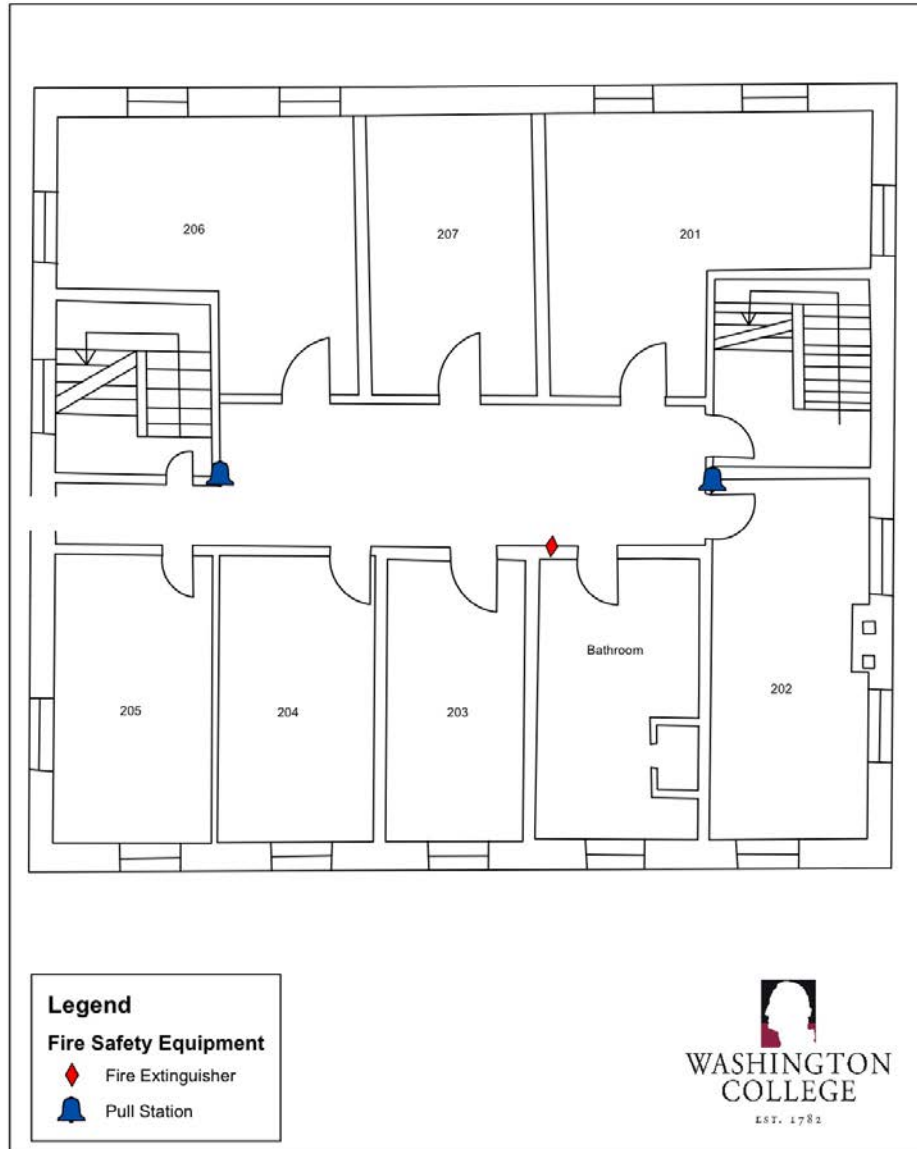 206
207
201
205
204
203
Bathroom
202
Legend
Fire Safety Equipment
Fire Extinguisher
Pull Station
WASHINGTON
COLLEGE
EST. 1782